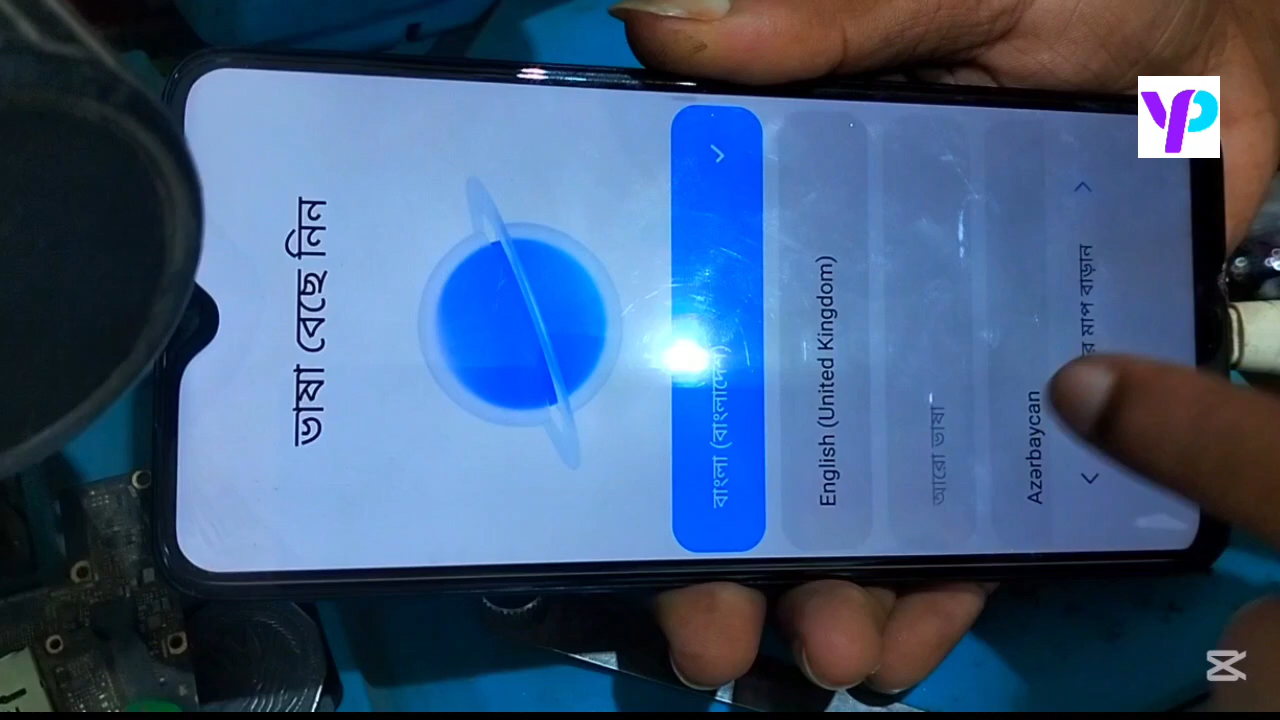 ভাষা বেছে নিন
বাংলা (বাংলাদেশ)
English (United Kingdom)
আরো ভাষা
Azərbaycan
মাপ বাড়ান